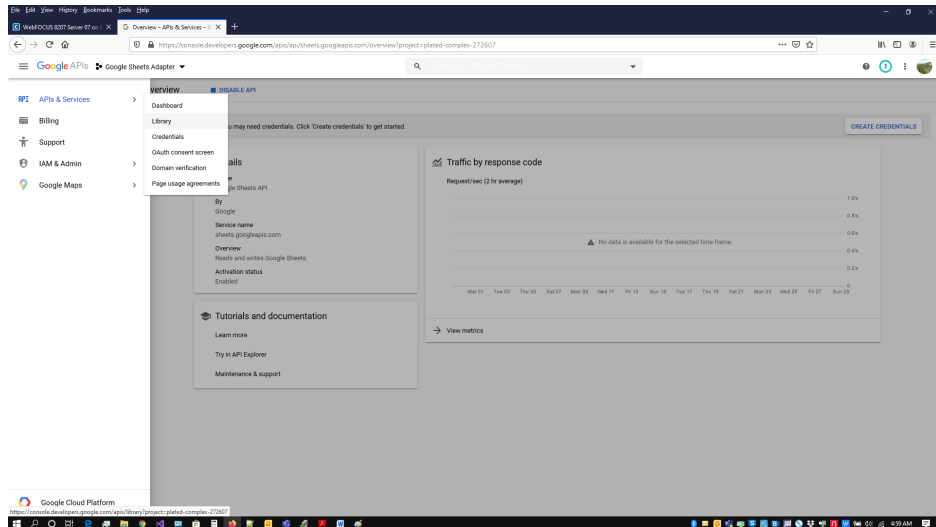 File Edit View History Bookmarks Tools Help
WebFOCUS 8207 Server 07 on
Overview – APIs & Services – G
https://console.developers.google.com/apis/api/sheets.googleapis.com/overview?project=plated-complex-272607
Google APIs Google Sheets Adapter
1
API APIs & Services
Billing
Support
IAM & Admin
Google Maps
Dashboard
Library
Credentials
OAuth consent screen
Domain verification
Page usage agreements
verview
DISABLE API
u may need credentials. Click 'Create credentials' to get started.
CREATE CREDENTIALS
tails
gle Sheets API
By
Google
Service name
sheets.googleapis.com
Overview
Reads and writes Google Sheets.
Activation status
Enabled
Tutorials and documentation
Learn more
Try in API Explorer
Maintenance & support
Traffic by response code
Request/sec (2 hr average)
1.0/s
0.8/s
0.6/s
0.4/s
0.2/s
0
No data is available for the selected time frame.
Mar 01 Tue 03 Thu 05 Sat 07 Mon 09 Wed 11 Fri 13 Sun 15 Tue 17 Thu 19 Sat 21 Mon 23 Wed 25 Fri 27 Sun 29
View metrics
Google Cloud Platform
https://console.developers.google.com/apis/library?project=plated-complex-272607
4:59 AM